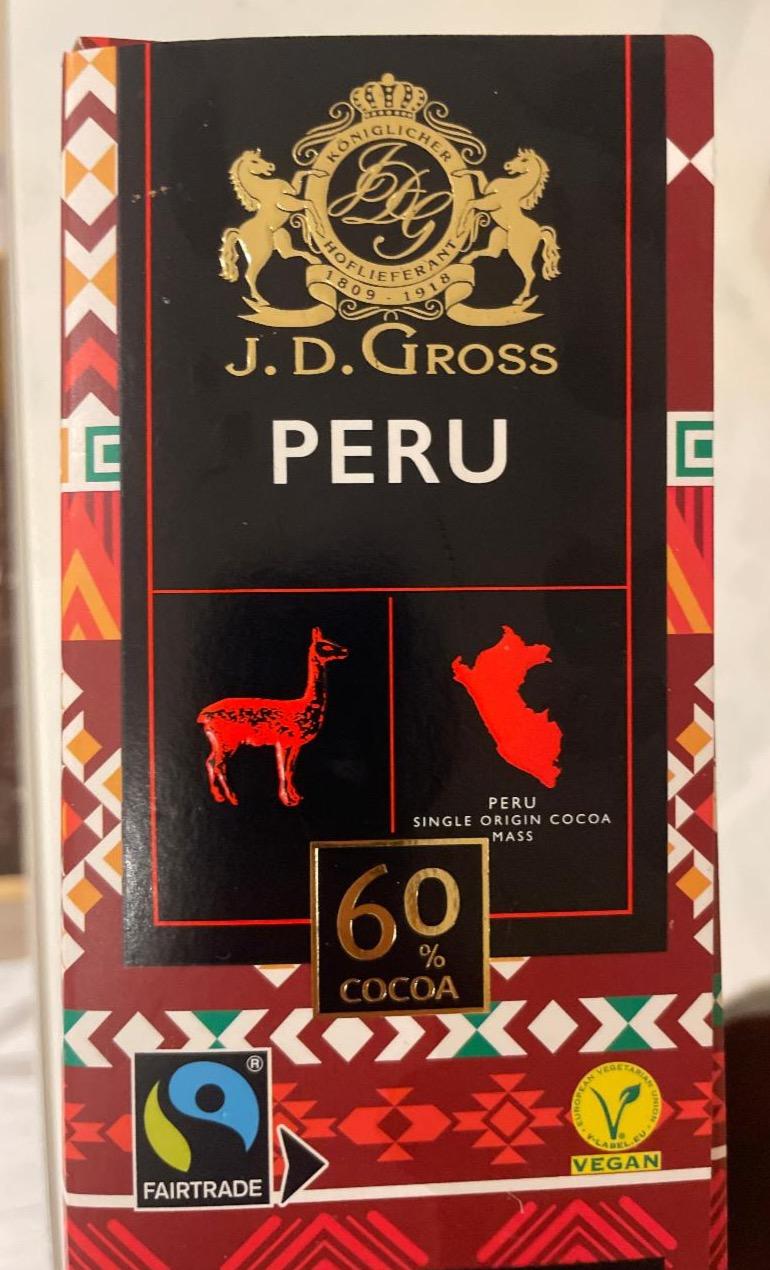 KÖNIGLICHER
JDG
HOFLIEFERANT
1809 - 1918
J. D. GROSS
PERU
PERU
SINGLE ORIGIN COCOA
MASS
60
%
COCOA
®
FAIRTRADE
EUROPEAN VEGETARIAN UNION
V-LABEL.EU
®
VEGAN